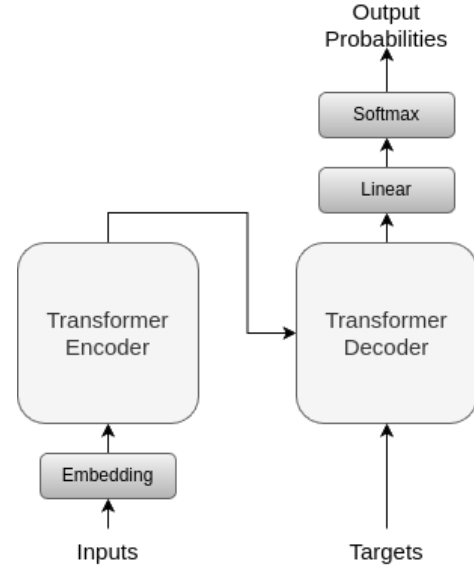 Output
Probabilities
Softmax
Linear
Transformer
Encoder
Transformer
Decoder
Embedding
Inputs
Targets